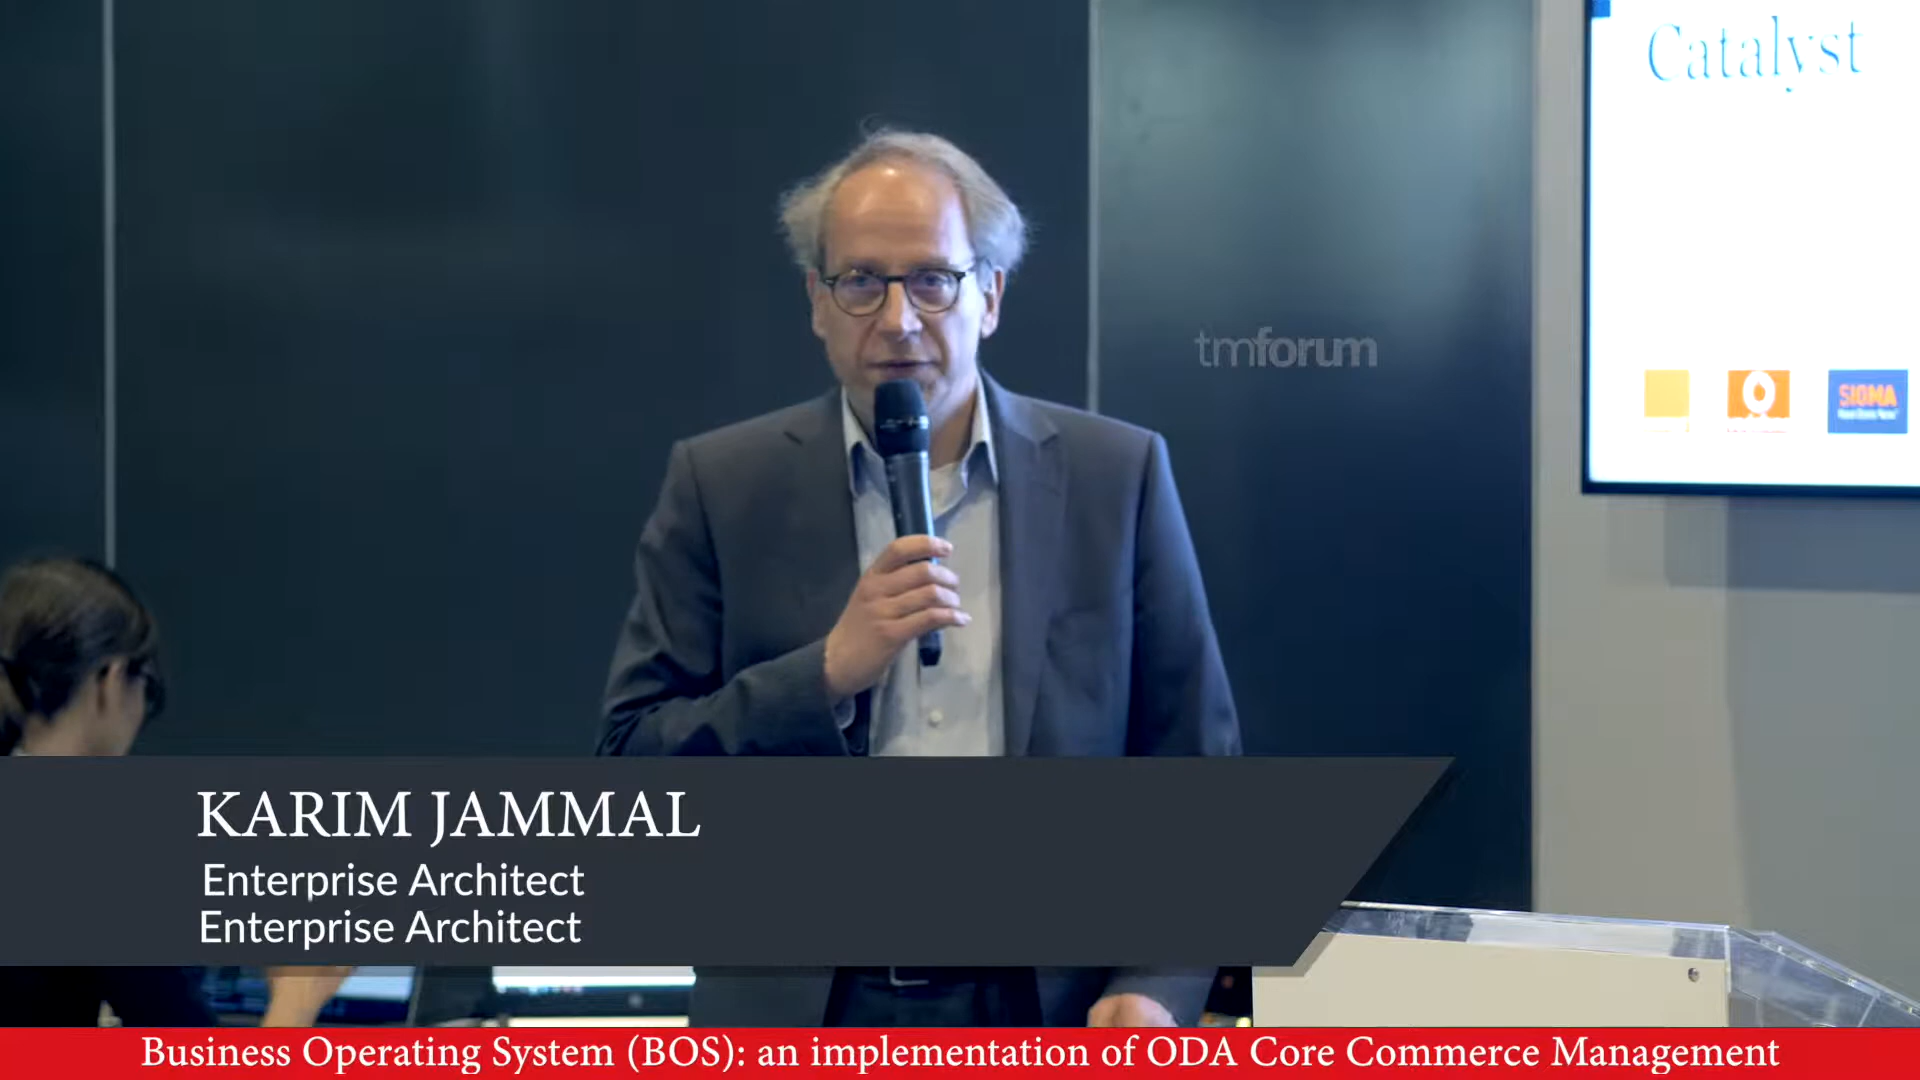 Catalyst
tmforum
SIGMA
KARIM JAMMAL
Enterprise Architect
Enterprise Architect
Business Operating System (BOS): an implementation of ODA Core Commerce Management